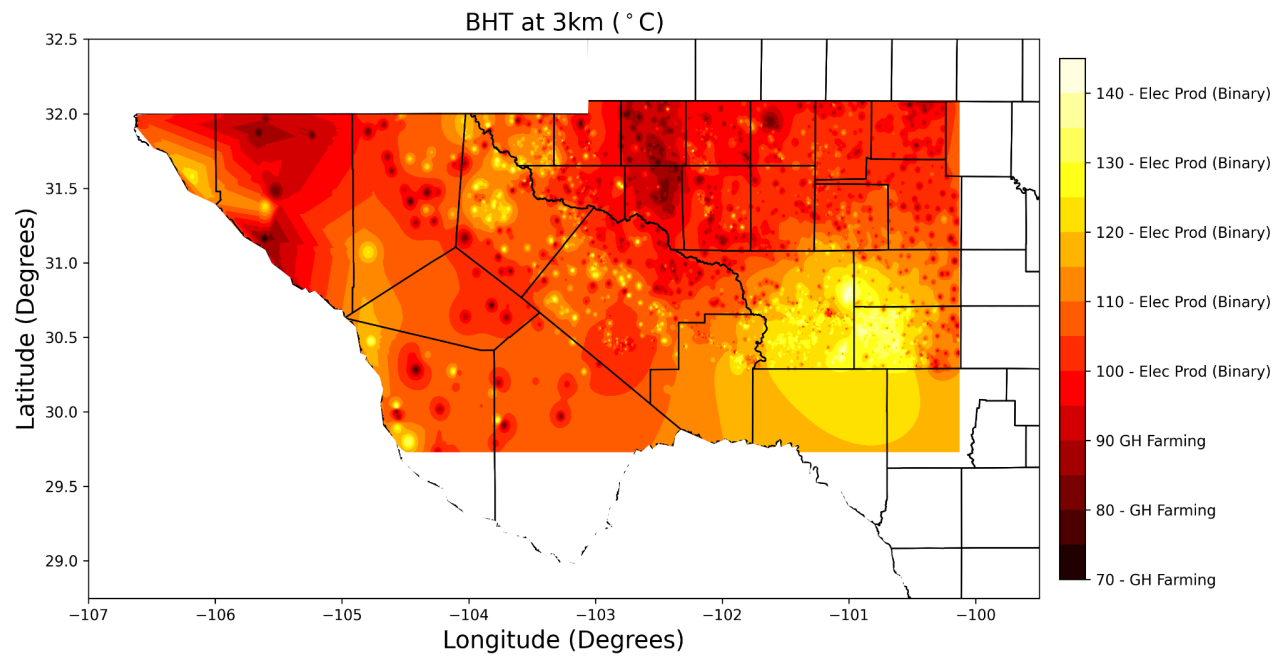 BHT at 3km (°C)
32.5
32.0
31.5
31.0
30.5
30.0
29.5
29.0
Latitude (Degrees)
−107
−106
−105
−104
−103
−102
−101
−100
Longitude (Degrees)
140 - Elec Prod (Binary)
130 - Elec Prod (Binary)
120 - Elec Prod (Binary)
110 - Elec Prod (Binary)
100 - Elec Prod (Binary)
90 GH Farming
80 - GH Farming
70 - GH Farming